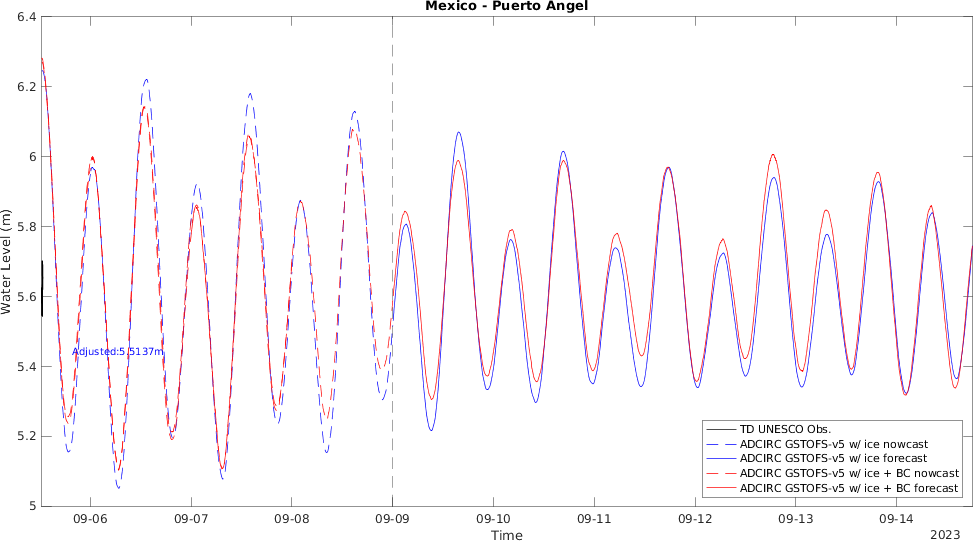 Mexico - Puerto Angel
6.4
6.2
6
5.8
5.6
5.4
5.2
5
Water Level (m)
Adjusted:5.5137m
TD UNESCO Obs.
ADCIRC GSTOFS-v5 w/ ice nowcast
ADCIRC GSTOFS-v5 w/ ice forecast
ADCIRC GSTOFS-v5 w/ ice + BC nowcast
ADCIRC GSTOFS-v5 w/ ice + BC forecast
09-06 09-07 09-08 09-09 09-10 09-11 09-12 09-13 09-14
Time
2023